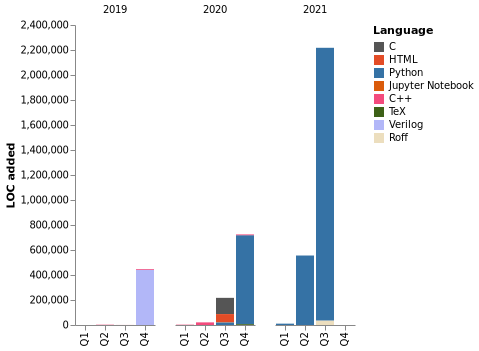 2019 2020 2021
LOC added
2,400,000
2,200,000
2,000,000
1,800,000
1,600,000
1,400,000
1,200,000
1,000,000
800,000
600,000
400,000
200,000
0
Q1 Q2 Q3 Q4 Q1 Q2 Q3 Q4 Q1 Q2 Q3 Q4
Language
C
HTML
Python
Jupyter Notebook
C++
TeX
Verilog
Roff